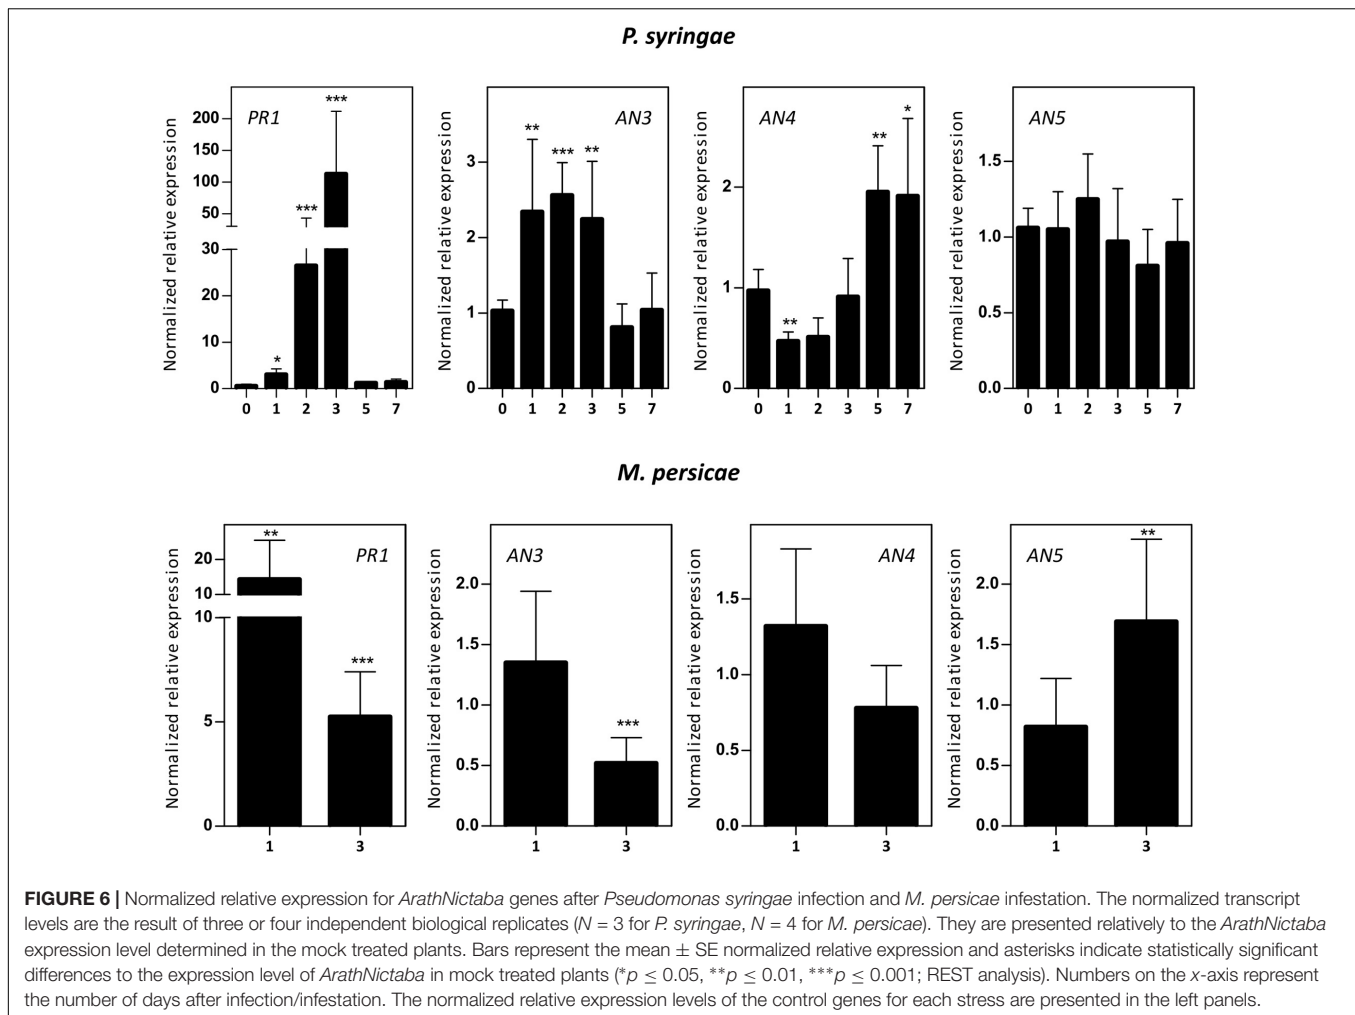 P. syringae
Normalized relative expression
PR1
***
***
*
200
150
100
50
30
20
10
0
0 1 2 3 5 7
Normalized relative expression
AN3
** *** **
3
2
1
0
0 1 2 3 5 7
Normalized relative expression
AN4
** ** *
2
1
0
0 1 2 3 5 7
Normalized relative expression
AN5
1.5
1.0
0.5
0.0
0 1 2 3 5 7
M. persicae
Normalized relative expression
PR1
**
***
20
10
10
5
0
1 3
Normalized relative expression
AN3
***
2.0
1.5
1.0
0.5
0.0
1 3
Normalized relative expression
AN4
1.5
1.0
0.5
0.0
1 3
Normalized relative expression
AN5
**
2.0
1.5
1.0
0.5
0.0
1 3
FIGURE 6 | Normalized relative expression for ArathNictaba genes after Pseudomonas syringae infection and M. persicae infestation. The normalized transcript
levels are the result of three or four independent biological replicates (N = 3 for P. syringae, N = 4 for M. persicae). They are presented relatively to the ArathNictaba
expression level determined in the mock treated plants. Bars represent the mean ± SE normalized relative expression and asterisks indicate statistically significant
differences to the expression level of ArathNictaba in mock treated plants (*p ≤ 0.05, **p ≤ 0.01, ***p ≤ 0.001; REST analysis). Numbers on the x-axis represent
the number of days after infection/infestation. The normalized relative expression levels of the control genes for each stress are presented in the left panels.